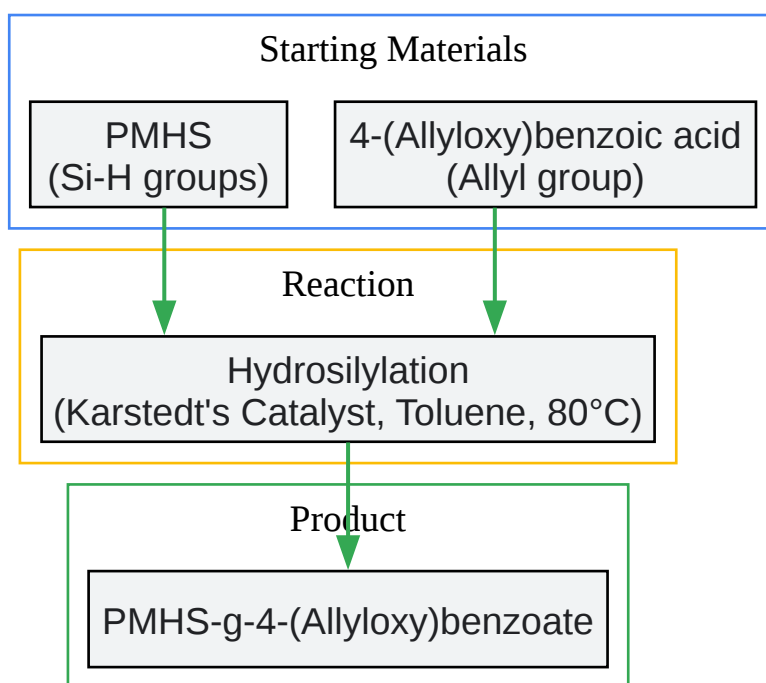 Starting Materials
PMHS
(Si-H groups)
4-(Allyloxy)benzoic acid
(Allyl group)
Reaction
Hydrosilylation
(Karstedt's Catalyst, Toluene, 80°C)
Product
PMHS-g-4-(Allyloxy)benzoate